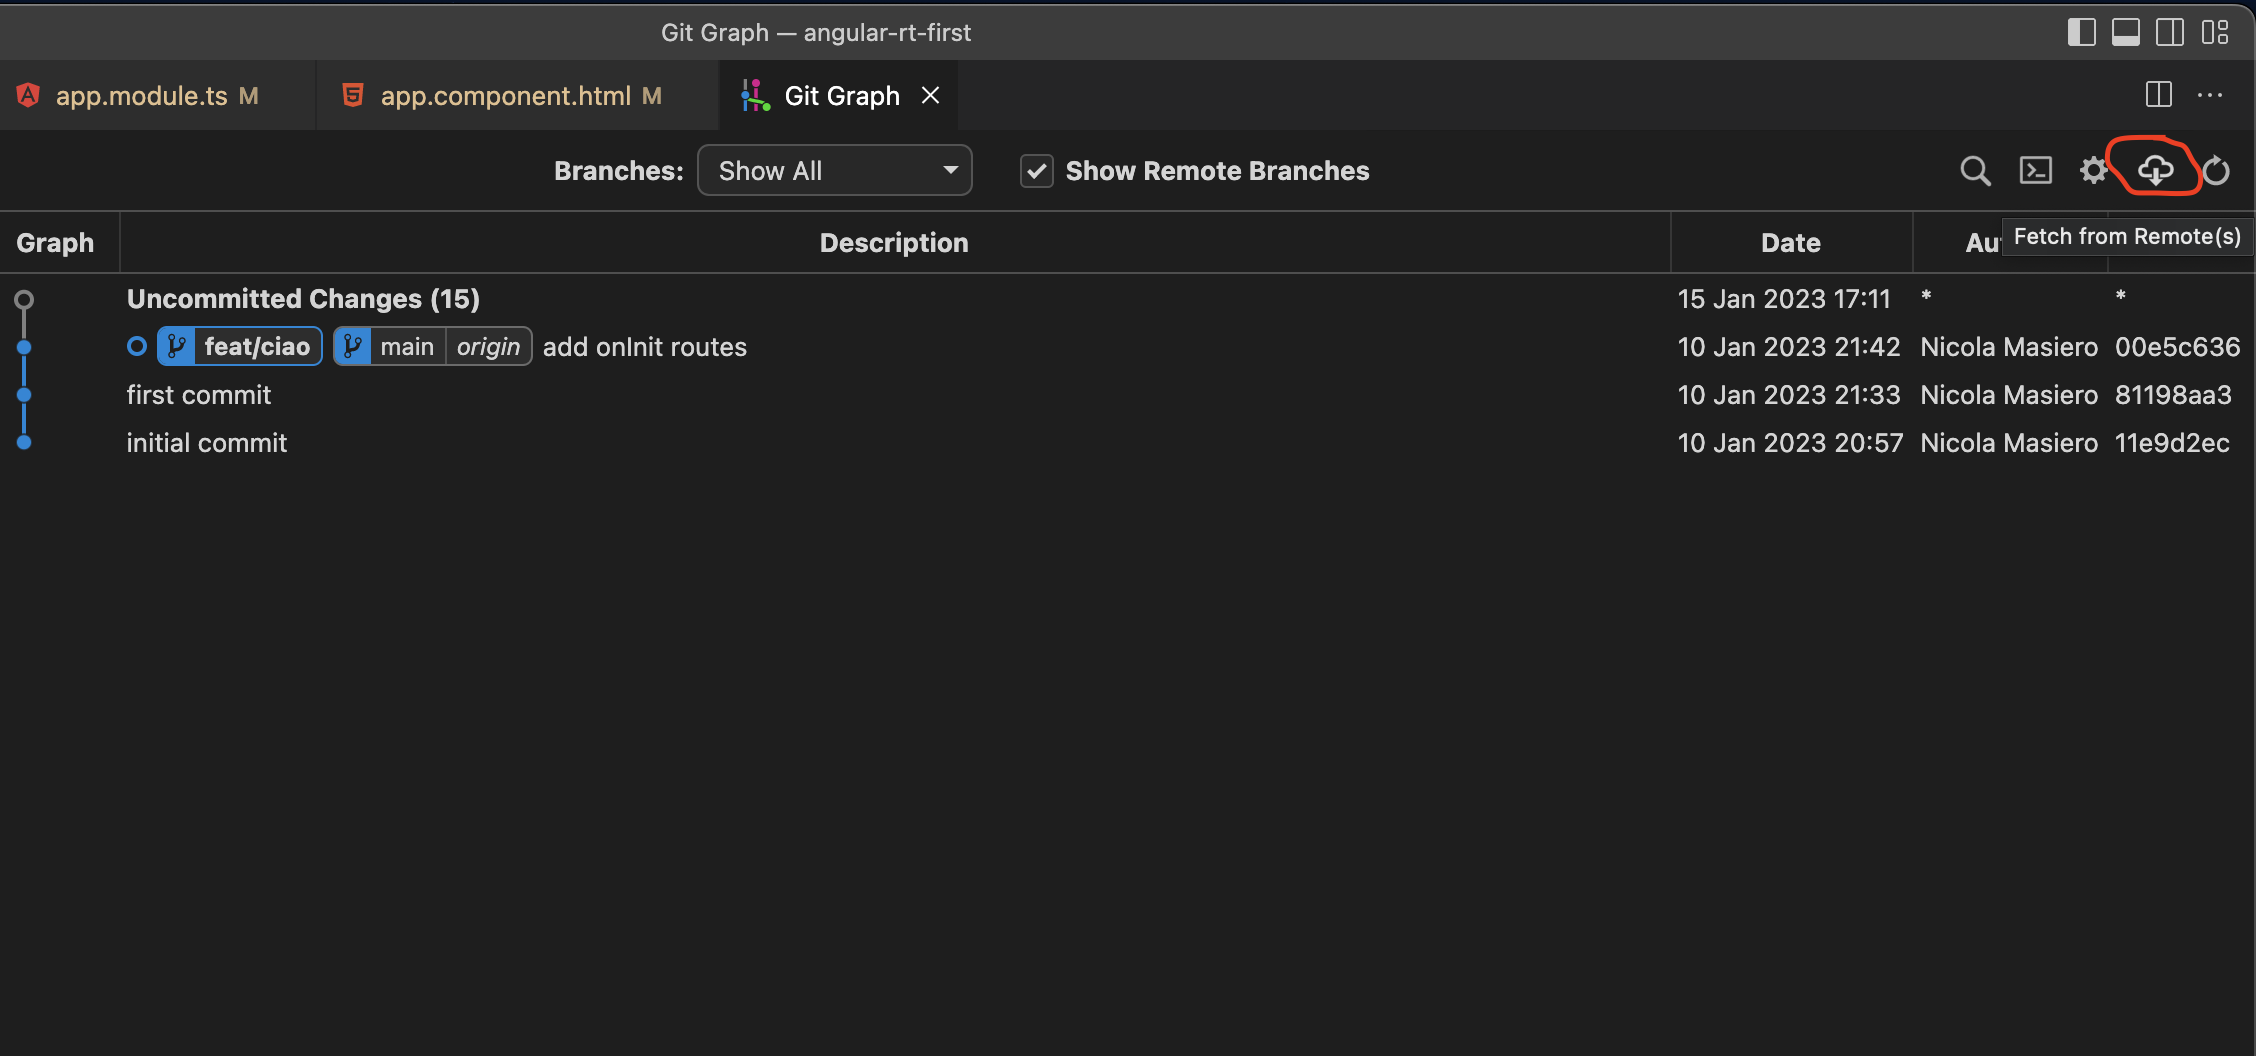 Git Graph — angular-rt-first
app.module.ts M app.component.html M Git Graph
Branches: Show All Show Remote Branches
Fetch from Remote(s)
Graph Description Date
Uncommitted Changes (15) 15 Jan 2023 17:11 * *
feat/ciao main origin add onInit routes 10 Jan 2023 21:42 Nicola Masiero 00e5c636
first commit 10 Jan 2023 21:33 Nicola Masiero 81198aa3
initial commit 10 Jan 2023 20:57 Nicola Masiero 11e9d2ec